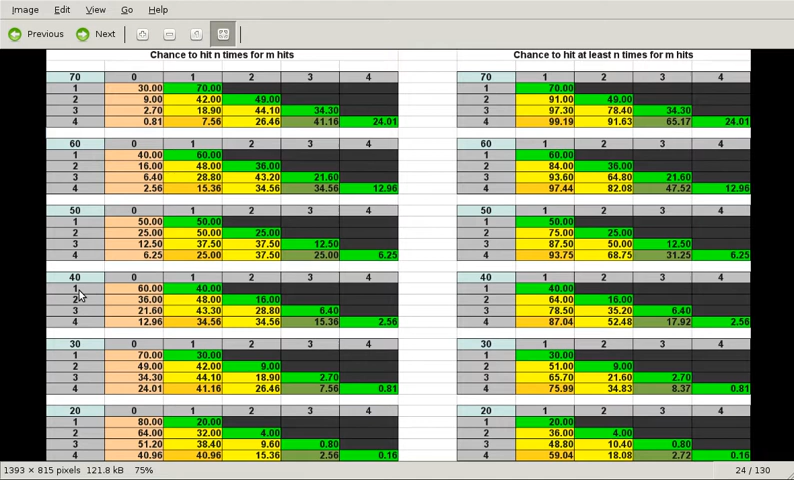 Image Edit View Go Help
Previous Next
Chance to hit n times for m hits Chance to hit at least n times for m hits
70 0 1 2 3 4 70 1 2 3 4
1 30.00 70.00 1 70.00
2 9.00 42.00 49.00 2 91.00 49.00
3 2.70 18.90 44.10 34.30 3 97.30 78.40 34.30
4 0.81 7.56 26.46 41.16 24.01 4 99.19 91.63 65.17 24.01
60 0 1 2 3 4 60 1 2 3 4
1 40.00 60.00 1 60.00
2 16.00 48.00 36.00 2 84.00 36.00
3 6.40 28.80 43.20 21.60 3 93.60 64.80 21.60
4 2.56 15.36 34.56 34.56 12.96 4 97.44 82.08 47.52 12.96
50 0 1 2 3 4 50 1 2 3 4
1 50.00 50.00 1 50.00
2 25.00 50.00 25.00 2 75.00 25.00
3 12.50 37.50 37.50 12.50 3 87.50 50.00 12.50
4 6.25 25.00 37.50 25.00 6.25 4 93.75 68.75 31.25 6.25
40 0 1 2 3 4 40 1 2 3 4
1 60.00 40.00 1 40.00
2 36.00 48.00 16.00 2 64.00 16.00
3 21.60 43.30 28.80 6.40 3 78.50 35.20 6.40
4 12.96 34.56 34.56 15.36 2.56 4 87.04 52.48 17.92 2.56
30 0 1 2 3 4 30 1 2 3 4
1 70.00 30.00 1 30.00
2 49.00 42.00 9.00 2 51.00 9.00
3 34.30 44.10 18.90 2.70 3 65.70 21.60 2.70
4 24.01 41.16 26.46 7.56 0.81 4 75.99 34.83 8.37 0.81
20 0 1 2 3 4 20 1 2 3 4
1 80.00 20.00 1 20.00
2 64.00 32.00 4.00 2 36.00 4.00
3 51.20 38.40 9.60 0.80 3 48.80 10.40 0.80
4 40.96 40.96 15.36 2.56 0.16 4 59.04 18.08 2.72 0.16
1393 × 815 pixels 121.8 kB 75% 24 / 130